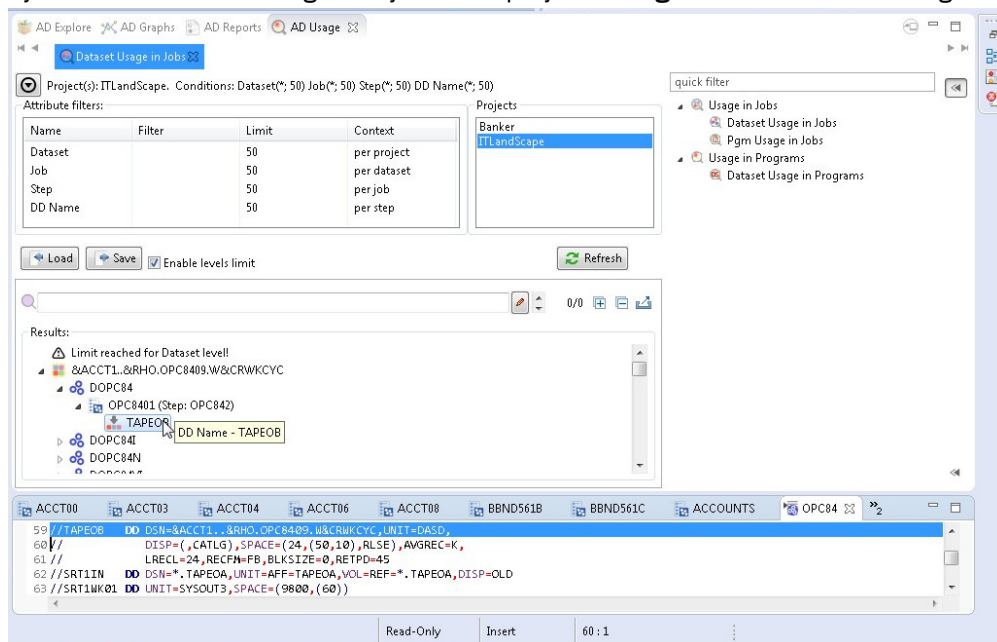 AD Explore AD Graphs AD Reports AD Usage
Dataset Usage in Jobs
Project(s): ITLandScape. Conditions: Dataset(*; 50) Job(*; 50) Step(*; 50) DD Name(*; 50)
Attribute filters:
Name Filter Limit Context
Dataset 50 per project
Job 50 per dataset
Step 50 per job
DD Name 50 per step
Projects
Banker
ITLandScape
quick filter
Usage in Jobs
Dataset Usage in Jobs
Pgm Usage in Jobs
Usage in Programs
Dataset Usage in Programs
Load Save Enable levels limit Refresh
0/0
Results:
Limit reached for Dataset level!
&ACCT1..&RHO.OPC8409.W&CRWKCYC
DOPC84
OPC8401 (Step: OPC842)
TAPEOB
DD Name - TAPEOB
DOPC84I
DOPC84N
ACCT00 ACCT03 ACCT04 ACCT06 ACCT08 BBND561B BBND561C ACCOUNTS OPC84 »2
59 //TAPEOB DD DSN=&ACCT1..&RHO.OPC8409.W&CRWKCYC,UNIT=DASD,
60 // DISP=(,CATLG),SPACE=(24,(50,10),RLSE),AVGREC=K,
61 // LRECL=24,RECFM=FB,BLKSIZE=0,RETPD=45
62 //SRT1IN DD DSN=*.TAPEOA,UNIT=AFF=TAPEOA,VOL=REF=*.TAPEOA,DISP=OLD
63 //SRT1WK01 DD UNIT=SYSOUT3,SPACE=(9800,(60))
Read-Only Insert 60 : 1